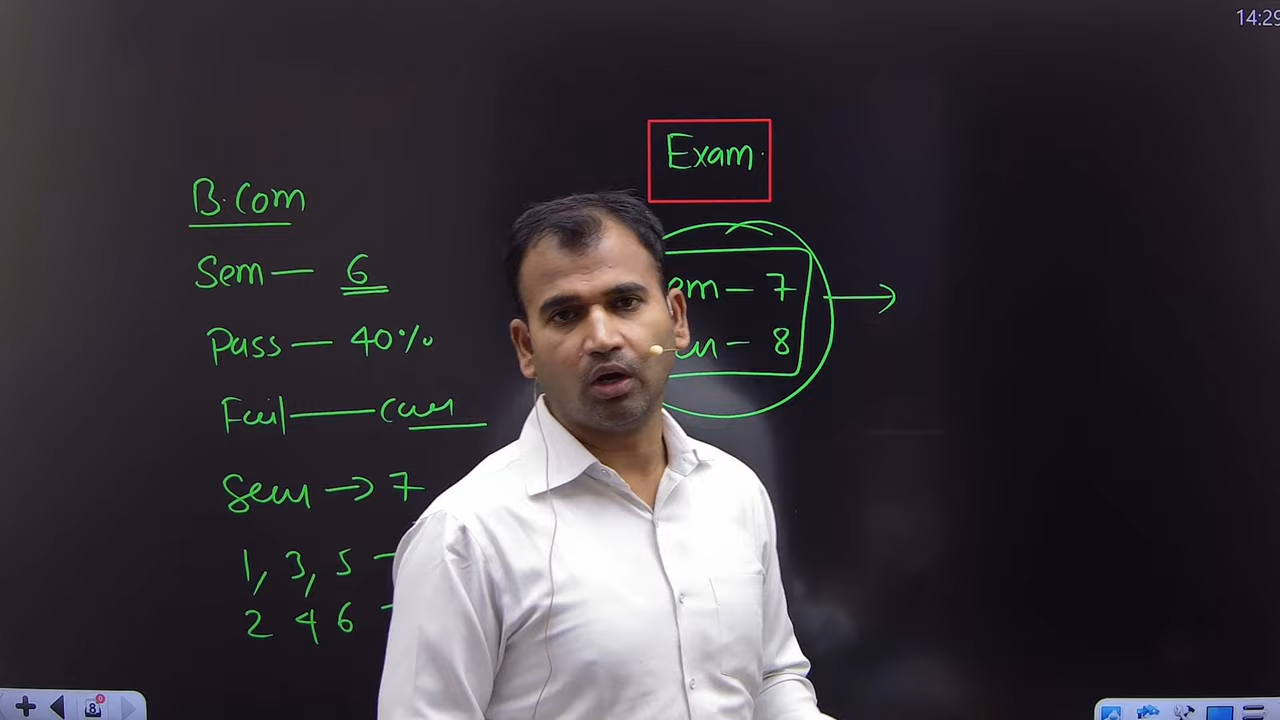 B.Com
Sem — 6
Pass — 40%
Fail —
Sem → 7
1, 3, 5 -
2 4 6 -
Exam.
em — 7
— 8
14:29
8